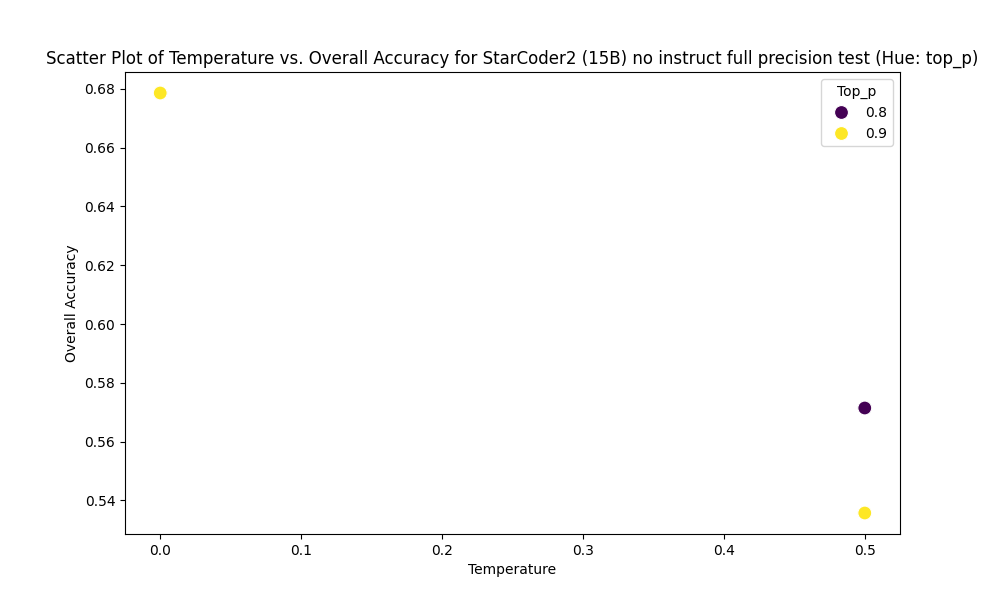 Scatter Plot of Temperature vs. Overall Accuracy for StarCoder2 (15B) no instruct full precision test (Hue: top_p)
Top_p
0.8
0.9
0.68
0.66
0.64
0.62
0.60
0.58
0.56
0.54
Overall Accuracy
0.0 0.1 0.2 0.3 0.4 0.5
Temperature